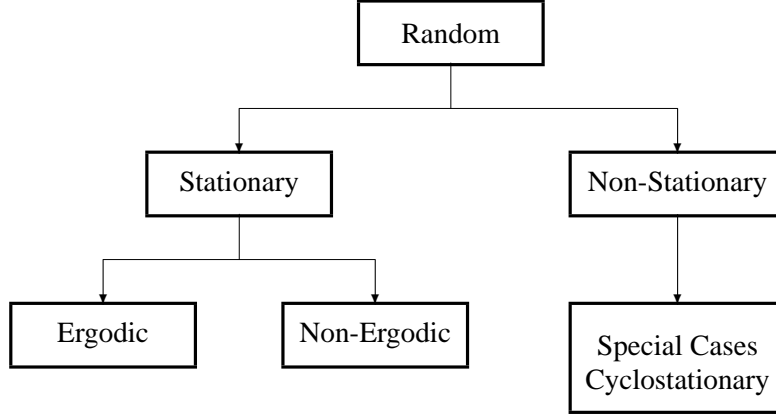 Random
Stationary
Non-Stationary
Ergodic
Non-Ergodic
Special Cases
Cyclostationary